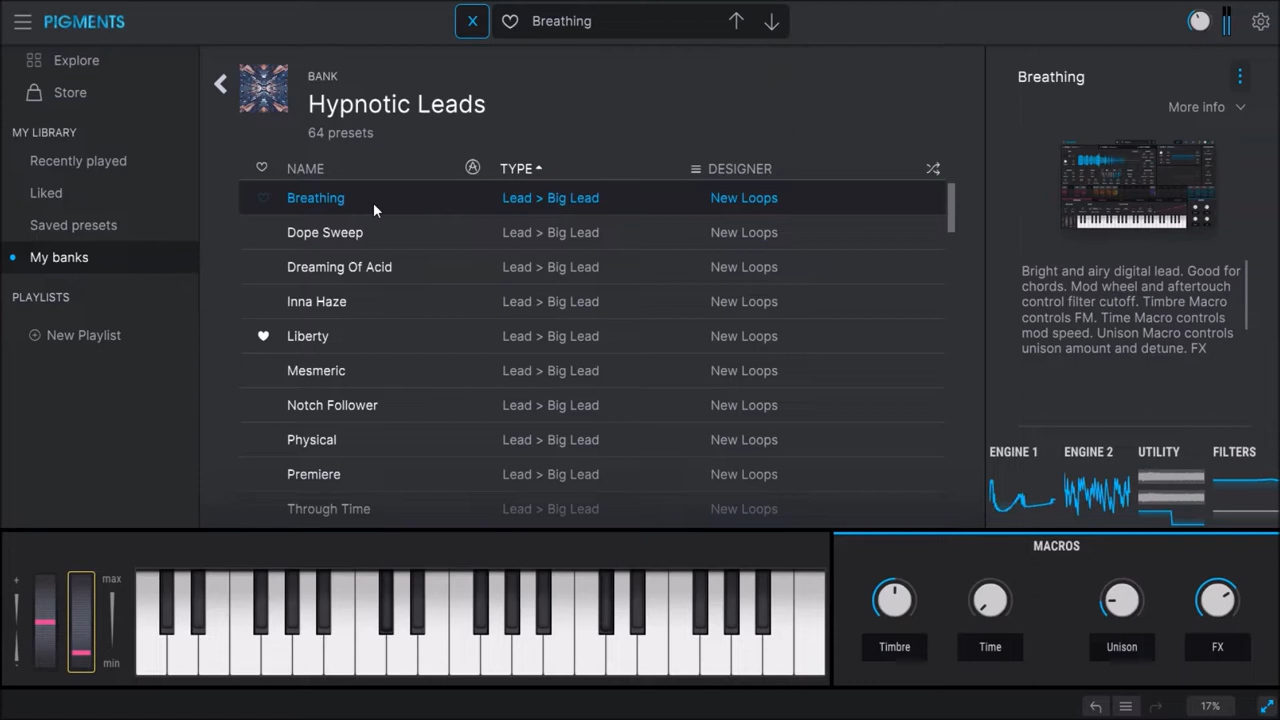 PIGMENTS
X
Breathing
Explore
Store
MY LIBRARY
Recently played
Liked
Saved presets
My banks
PLAYLISTS
New Playlist
BANK
Hypnotic Leads
64 presets
NAME TYPE DESIGNER
Breathing Lead > Big Lead New Loops
Dope Sweep Lead > Big Lead New Loops
Dreaming Of Acid Lead > Big Lead New Loops
Inna Haze Lead > Big Lead New Loops
Liberty Lead > Big Lead New Loops
Mesmeric Lead > Big Lead New Loops
Notch Follower Lead > Big Lead New Loops
Physical Lead > Big Lead New Loops
Premiere Lead > Big Lead New Loops
Through Time Lead > Big Lead New Loops
Breathing
More info
Bright and airy digital lead. Good for
chords. Mod wheel and aftertouch
control filter cutoff. Timbre Macro
controls FM. Time Macro controls
mod speed. Unison Macro controls
unison amount and detune. FX
ENGINE 1 ENGINE 2 UTILITY FILTERS
+
-
max
min
MACROS
Timbre Time Unison FX
17%